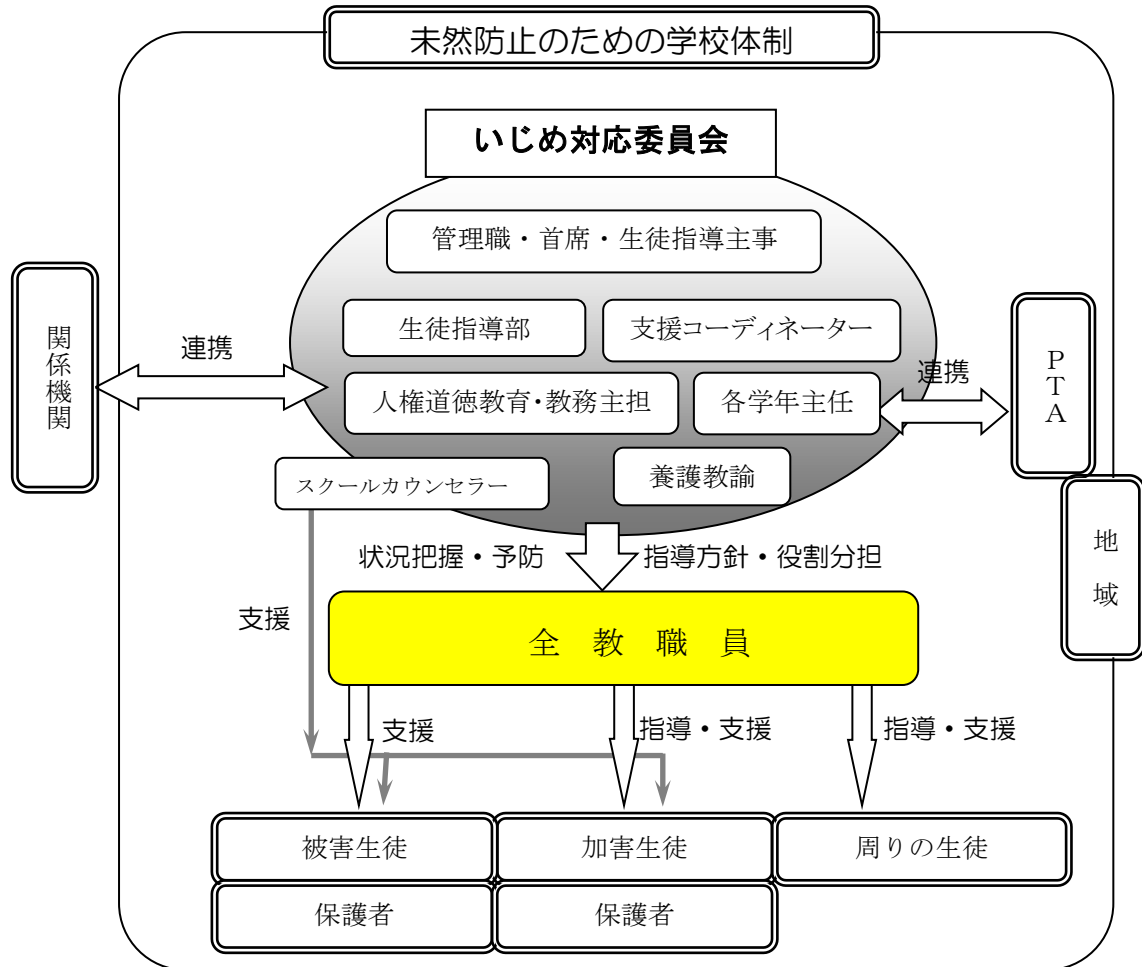 未然防止のための学校体制
いじめ対応委員会
管理職・首席・生徒指導主事
生徒指導部
支援コーディネーター
関係機関
連携
人権道徳教育・教務主担
各学年主任
連携
PTA
スクールカウンセラー
養護教諭
地域
状況把握・予防
指導方針・役割分担
支援
全教職員
支援
指導・支援
指導・支援
被害生徒
加害生徒
周りの生徒
保護者
保護者